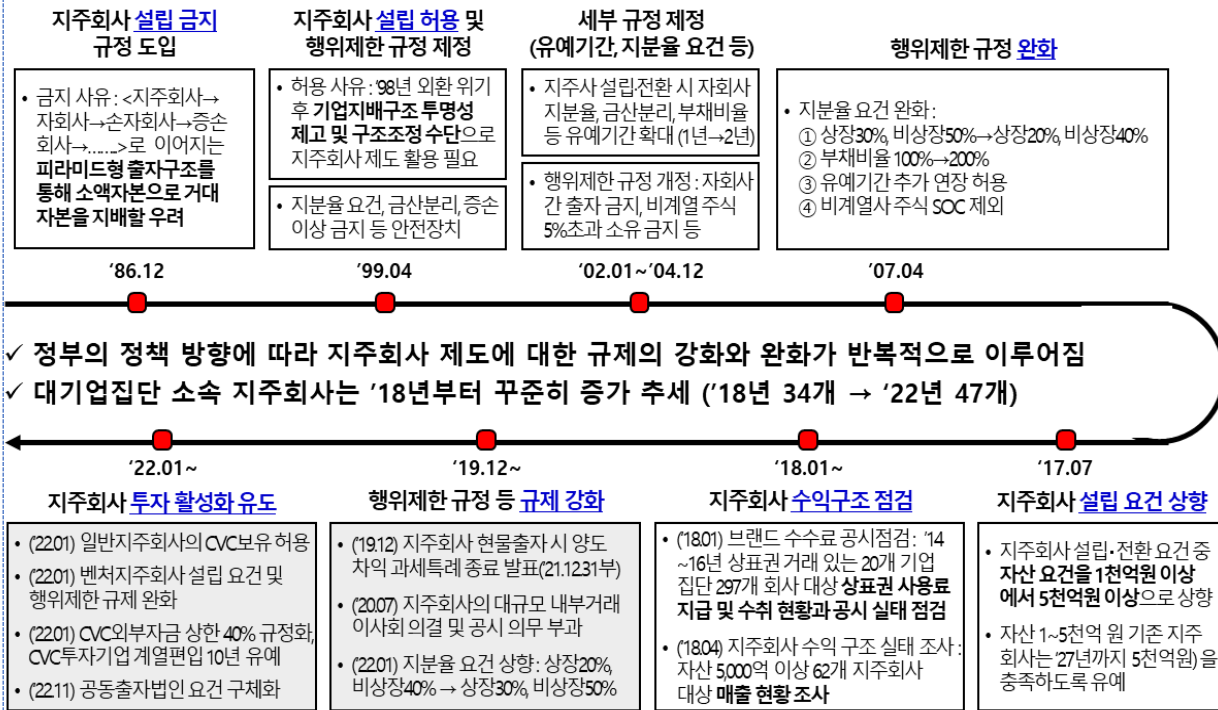 지주회사 설립 금지
규정 도입
• 금지 사유 : <지주회사→
자회사→손자회사→증손
회사→…….>로 이어지는
피라미드형 출자구조를
통해 소액자본으로 거대
자본을 지배할 우려
'86.12
지주회사 설립 허용 및
행위제한 규정 제정
• 허용 사유 : '98년 외환 위기
후 기업지배구조 투명성
제고 및 구조조정 수단으로
지주회사 제도 활용 필요
• 지분율 요건, 금산분리, 증손
이상 금지 등 안전장치
'99.04
세부 규정 제정
(유예기간, 지분율 요건 등)
• 지주사 설립·전환 시 자회사
지분율, 금산분리, 부채비율
등 유예기간 확대 (1년→2년)
• 행위제한 규정 개정 : 자회사
간 출자 금지, 비계열 주식
5%초과 소유 금지 등
'02.01~'04.12
행위제한 규정 완화
• 지분율 요건 완화 :
① 상장30%, 비상장50%→상장20%, 비상장40%
② 부채비율 100%→200%
③ 유예기간 추가 연장 허용
④ 비계열사 주식 SOC 제외
'07.04
✓ 정부의 정책 방향에 따라 지주회사 제도에 대한 규제의 강화와 완화가 반복적으로 이루어짐
✓ 대기업집단 소속 지주회사는 '18년부터 꾸준히 증가 추세 ('18년 34개 → '22년 47개)
'22.01~
지주회사 투자 활성화 유도
• ('22.01) 일반지주회사의 CVC보유 허용
• ('22.01) 벤처지주회사 설립 요건 및
행위제한 규제 완화
• ('22.01) CVC외부자금 상한 40% 규정화,
CVC투자기업 계열편입 10년 유예
• ('22.11) 공동출자법인 요건 구체화
'19.12~
행위제한 규정 등 규제 강화
• ('19.12) 지주회사 현물출자 시 양도
차익 과세특례 종료 발표('21.12.31부)
• ('20.07) 지주회사의 대규모 내부거래
이사회 의결 및 공시 의무 부과
• ('22.01) 지분율 요건 상향 : 상장20%,
비상장40% → 상장30%, 비상장50%
'18.01~
지주회사 수익구조 점검
• ('18.01) 브랜드 수수료 공시점검 : '14
~16년 상표권 거래 있는 20개 기업
집단 297개 회사 대상 상표권 사용료
지급 및 수취 현황과 공시 실태 점검
• ('18.04) 지주회사 수익 구조 실태 조사 :
자산 5,000억 이상 62개 지주회사
대상 매출 현황 조사
'17.07
지주회사 설립 요건 상향
• 지주회사 설립·전환 요건 중
자산 요건을 1천억원 이상
에서 5천억원 이상으로 상향
• 자산 1~5천억 원 기존 지주
회사는 '27년까지 5천억원) 을
충족하도록 유예